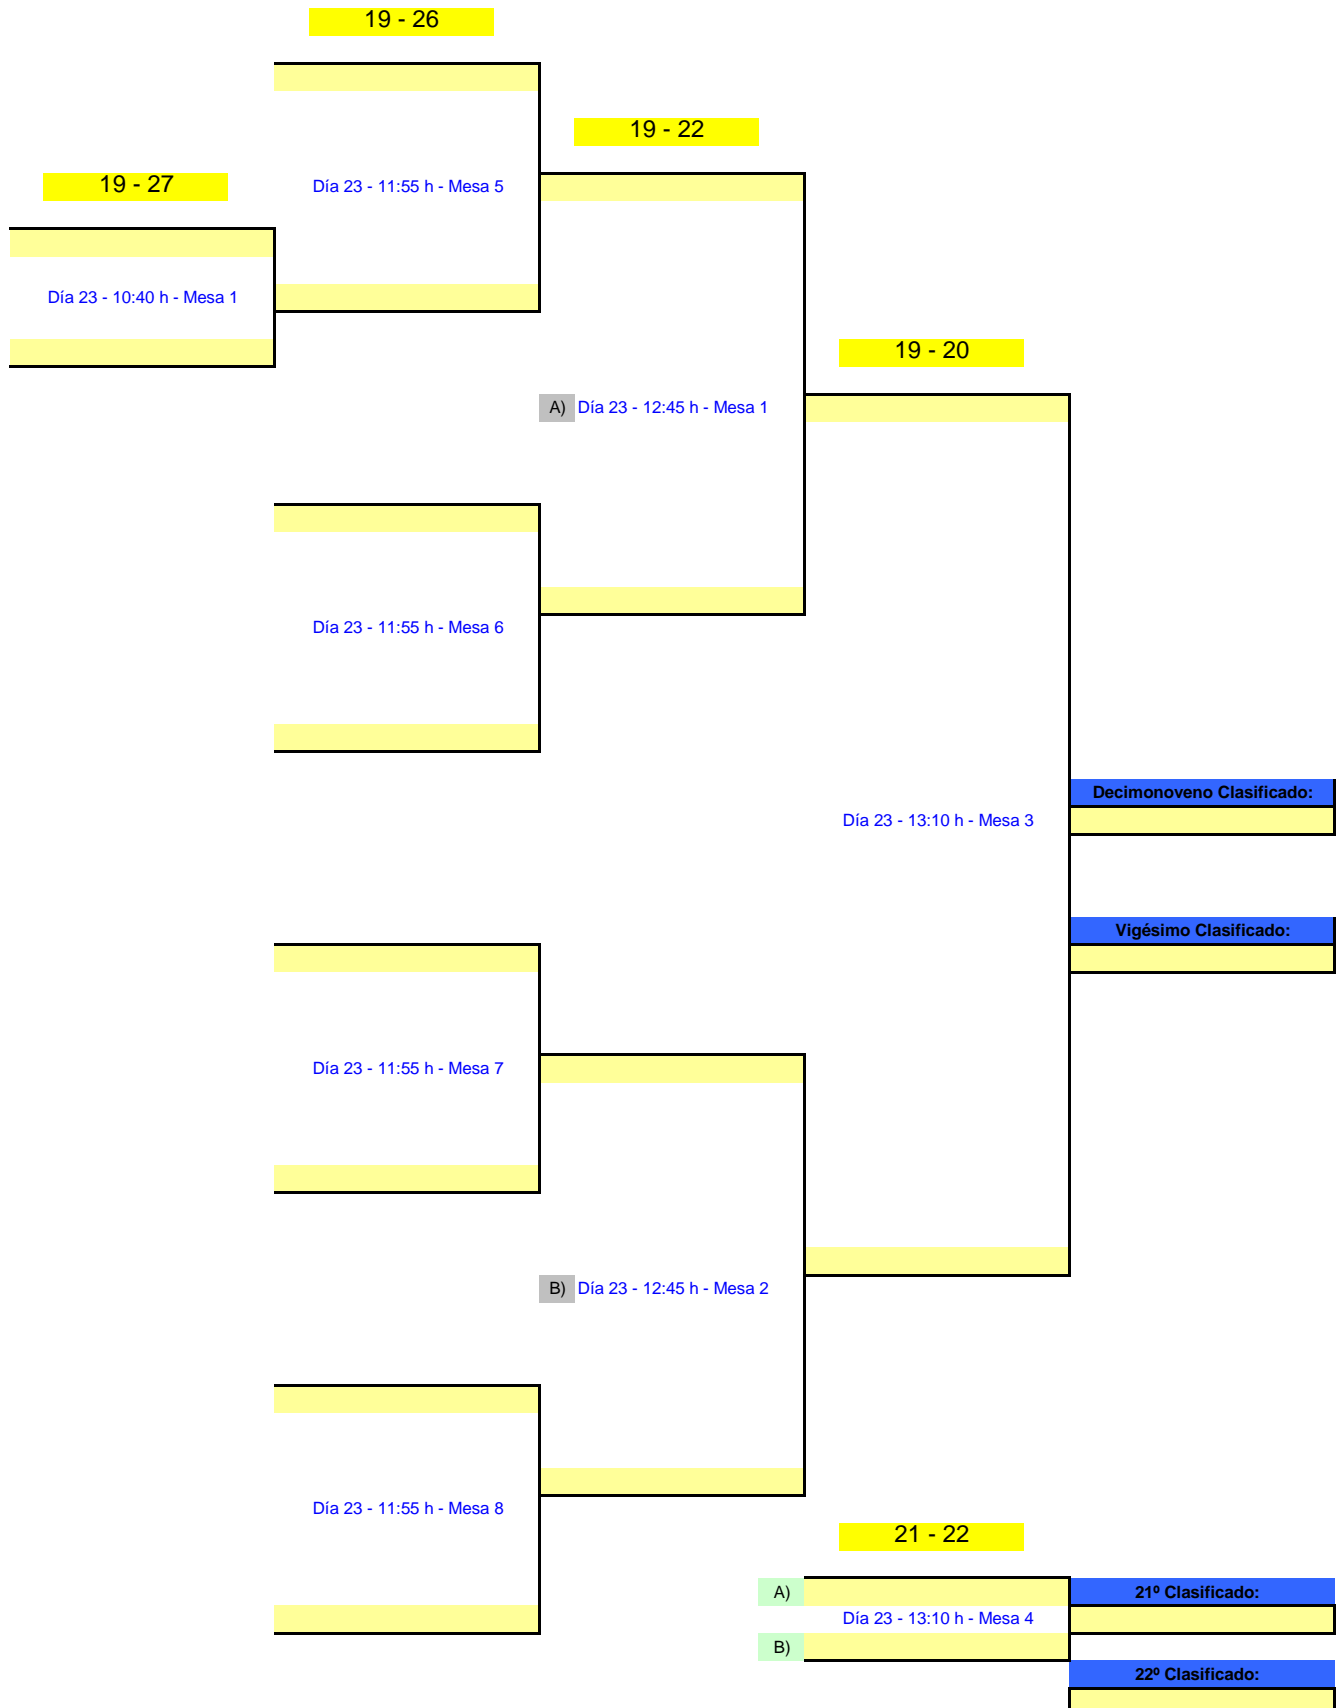 19 - 26
19 - 22
19 - 27
Día 23 - 11:55 h - Mesa 5
Día 23 - 10:40 h - Mesa 1
19 - 20
A) Día 23 - 12:45 h - Mesa 1
Día 23 - 11:55 h - Mesa 6
Decimonoveno Clasificado:
Día 23 - 13:10 h - Mesa 3
Vigésimo Clasificado:
Día 23 - 11:55 h - Mesa 7
B) Día 23 - 12:45 h - Mesa 2
Día 23 - 11:55 h - Mesa 8
21 - 22
A)
21º Clasificado:
Día 23 - 13:10 h - Mesa 4
B)
22º Clasificado: